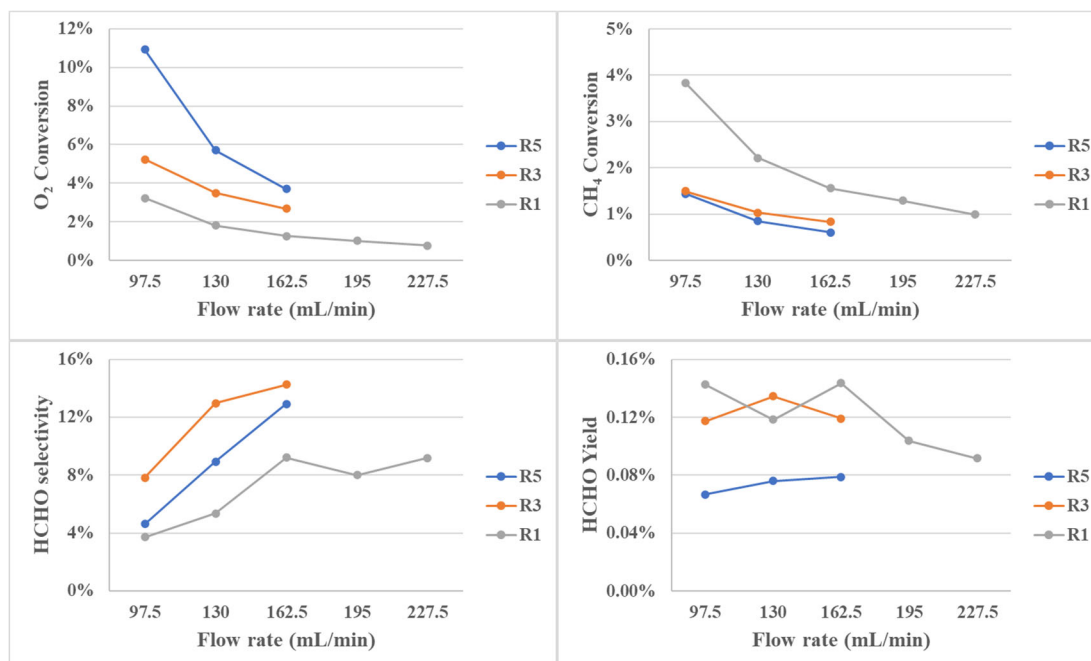 12%
10%
8%
6%
4%
2%
0%
O₂ Conversion
97.5 130 162.5 195 227.5
Flow rate (mL/min)
R5
R3
R1
5%
4%
3%
2%
1%
0%
CH₄ Conversion
97.5 130 162.5 195 227.5
Flow rate (mL/min)
R5
R3
R1
16%
12%
8%
4%
0%
HCHO selectivity
97.5 130 162.5 195 227.5
Flow rate (mL/min)
R5
R3
R1
0.16%
0.12%
0.08%
0.04%
0.00%
HCHO Yield
97.5 130 162.5 195 227.5
Flow rate (mL/min)
R5
R3
R1